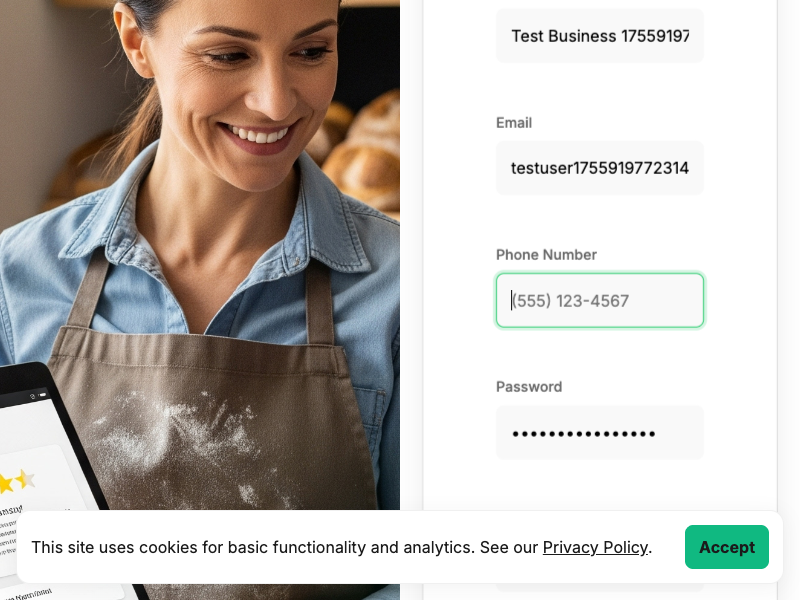 Test Business 17559197
Email
testuser1755919772314
Phone Number
(555) 123-4567
Password
••••••••••••••••
This site uses cookies for basic functionality and analytics. See our Privacy Policy.
Accept